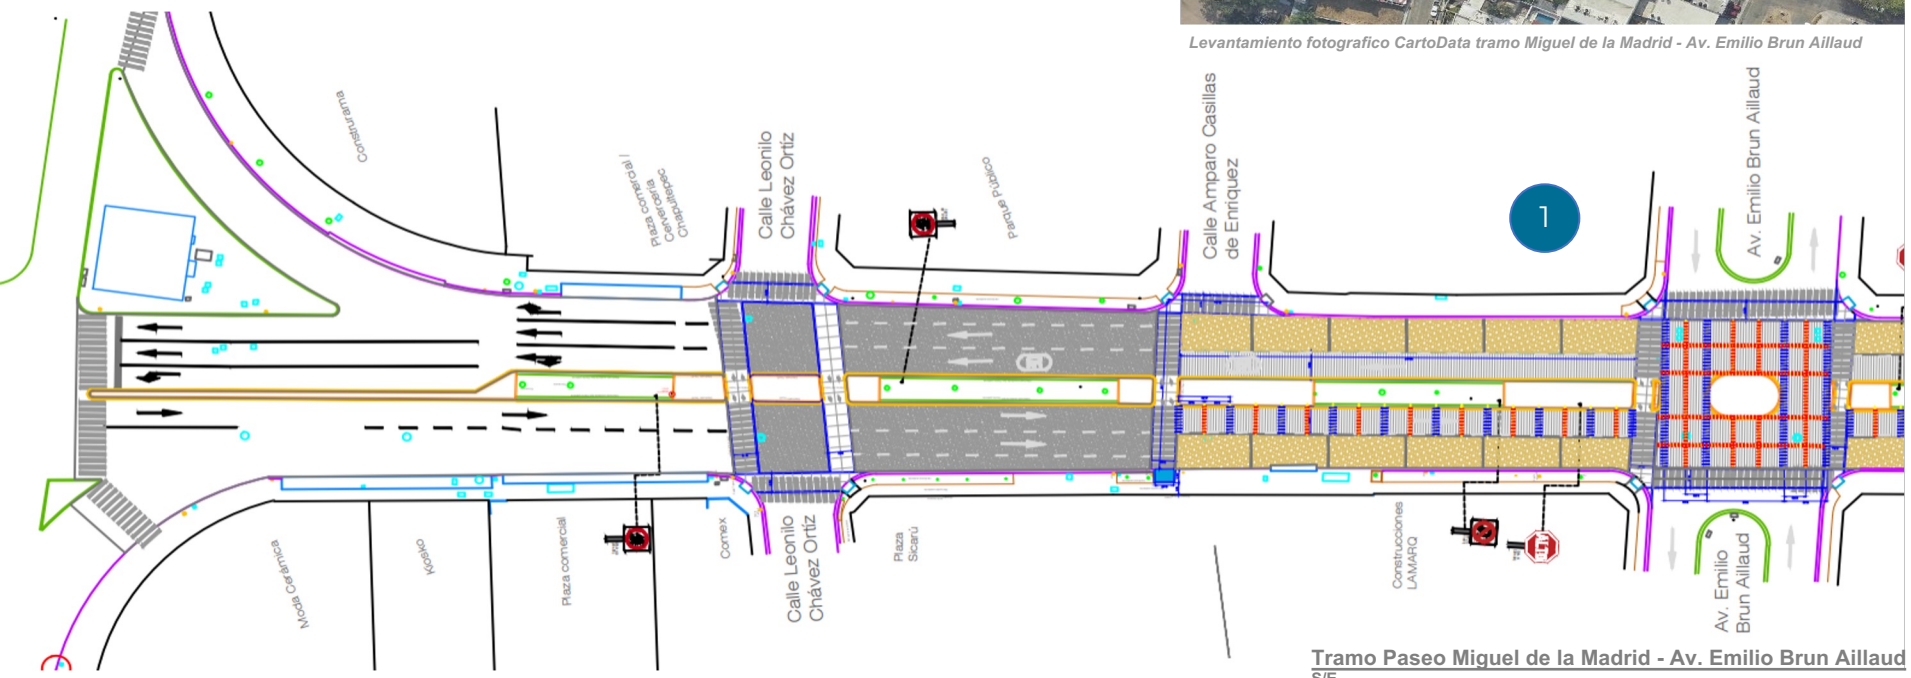 Levantamiento fotografico CartoData tramo Miguel de la Madrid - Av. Emilio Brun Aillaud
Construrama
Plaza comercial /
Cervercería
Chapultepec
Calle Leonilo
Chávez Ortíz
Parque Público
Calle Amparo Casillas
de Enriquez
1
Av. Emilio Brun Aillaud
Moda Cerámica
Kiosko
Plaza comercial
Comex
Calle Leonilo
Chávez Ortíz
Plaza
Sicarú
Construcciones
LAMARQ
Av. Emilio
Brun Aillaud
Tramo Paseo Miguel de la Madrid - Av. Emilio Brun Aillaud
S/E